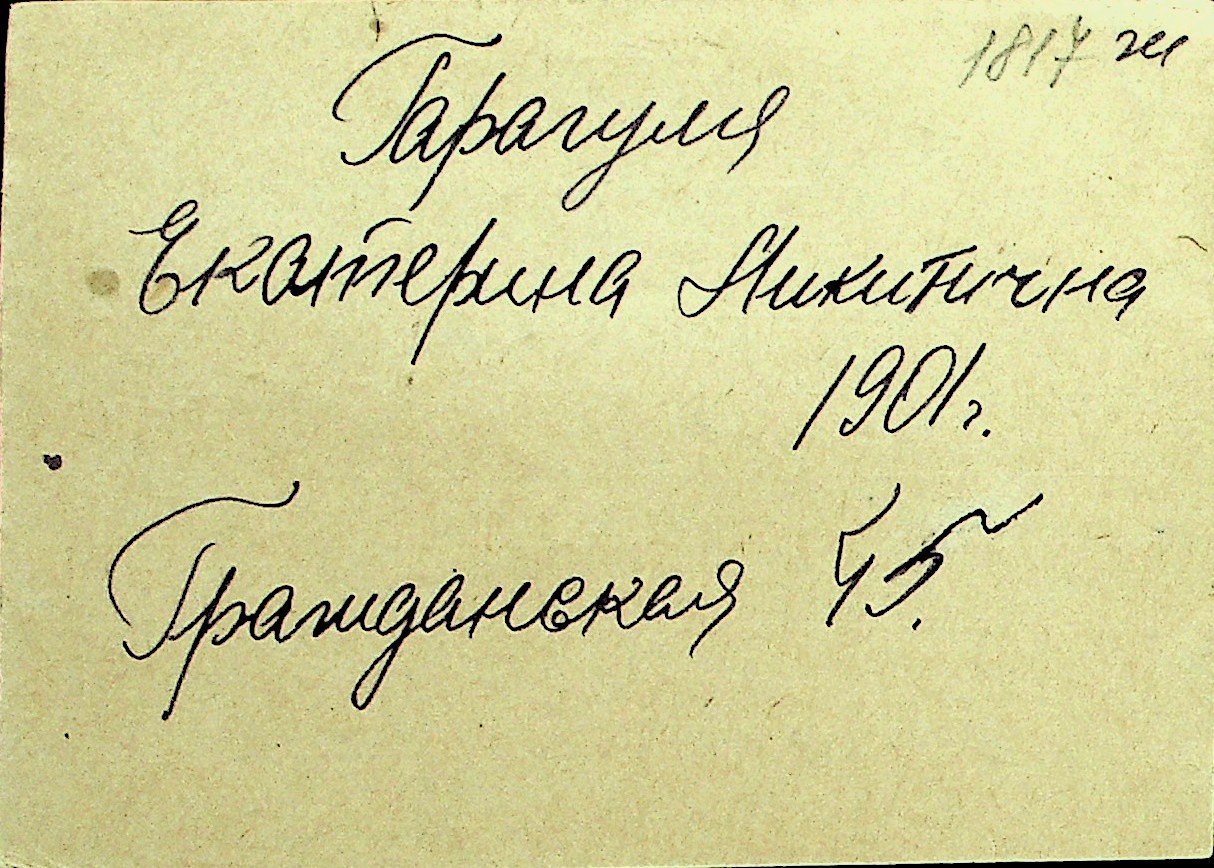 1817 ж
Гарагуля
Екатерина Никитична
1901г.
Гражданская 45.